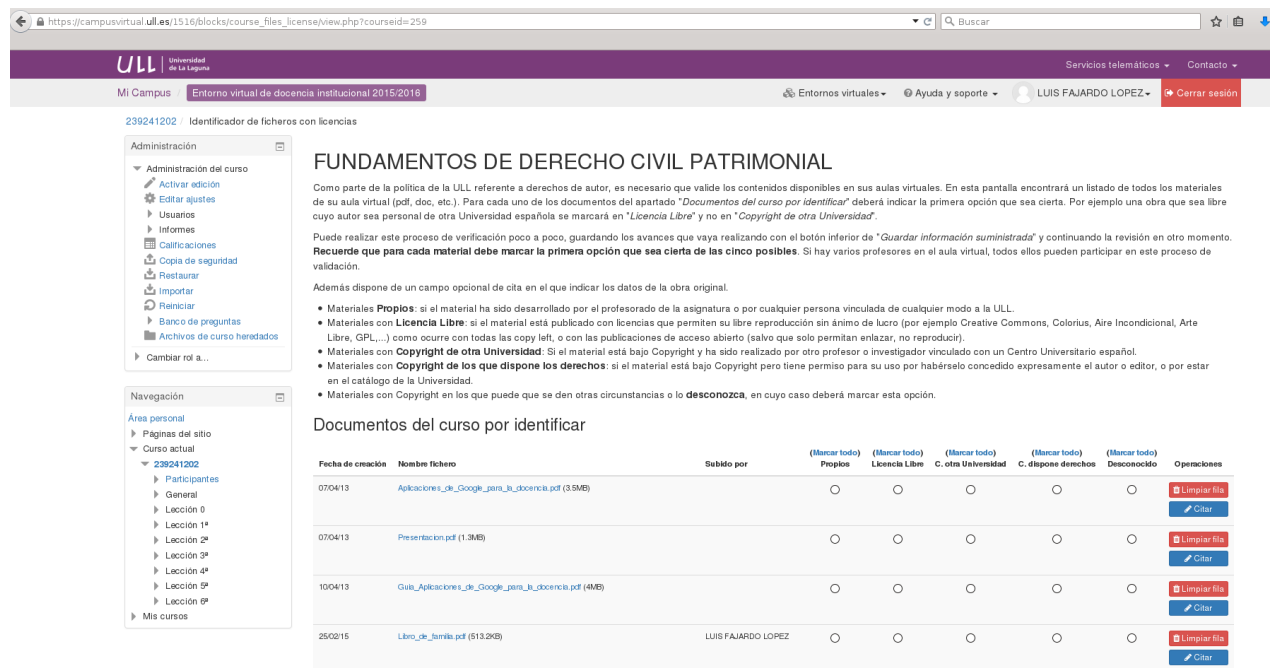 https://campusvirtual.ull.es/1516/blocks/course_files_license/view.php?courseid=259
Buscar
ULL Universidad de La Laguna
Servicios telemáticos
Contacto
Mi Campus / Entorno virtual de docencia institucional 2015/2016
Entornos virtuales
Ayuda y soporte
LUIS FAJARDO LOPEZ
Cerrar sesión
239241202 / Identificador de ficheros con licencias
Administración
Administración del curso
Activar edición
Editar ajustes
Usuarios
Informes
Calificaciones
Copia de seguridad
Restaurar
Importar
Reiniciar
Banco de preguntas
Archivos de curso heredados
Cambiar rol a...
Navegación
Área personal
Páginas del sitio
Curso actual
239241202
Participantes
General
Lección 0
Lección 1ª
Lección 2ª
Lección 3ª
Lección 4ª
Lección 5ª
Lección 6ª
Mis cursos
FUNDAMENTOS DE DERECHO CIVIL PATRIMONIAL
Como parte de la política de la ULL referente a derechos de autor, es necesario que valide los contenidos disponibles en sus aulas virtuales. En esta pantalla encontrará un listado de todos los materiales
de su aula virtual (pdf, doc, etc.). Para cada uno de los documentos del apartado "Documentos del curso por identificar" deberá indicar la primera opción que sea cierta. Por ejemplo una obra que sea libre
cuyo autor sea personal de otra Universidad española se marcará en "Licencia Libre" y no en "Copyright de otra Universidad".
Puede realizar este proceso de verificación poco a poco, guardando los avances que vaya realizando con el botón inferior de "Guardar información suministrada" y continuando la revisión en otro momento.
Recuerde que para cada material debe marcar la primera opción que sea cierta de las cinco posibles. Si hay varios profesores en el aula virtual, todos ellos pueden participar en este proceso de
validación.
Además dispone de un campo opcional de cita en el que indicar los datos de la obra original.
• Materiales Propios: si el material ha sido desarrollado por el profesorado de la asignatura o por cualquier persona vinculada de cualquier modo a la ULL.
• Materiales con Licencia Libre: si el material está publicado con licencias que permiten su libre reproducción sin ánimo de lucro (por ejemplo Creative Commons, Colorius, Aire Incondicional, Arte
Libre, GPL,...) como ocurre con todas las copy left, o con las publicaciones de acceso abierto (salvo que solo permitan enlazar, no reproducir).
• Materiales con Copyright de otra Universidad: Si el material está bajo Copyright y ha sido realizado por otro profesor o investigador vinculado con un Centro Universitario español.
• Materiales con Copyright de los que dispone los derechos: si el material está bajo Copyright pero tiene permiso para su uso por habérselo concedido expresamente el autor o editor, o por estar
en el catálogo de la Universidad.
• Materiales con Copyright en los que puede que se den otras circunstancias o lo desconozca, en cuyo caso deberá marcar esta opción.
Documentos del curso por identificar
(Marcar todo) (Marcar todo) (Marcar todo) (Marcar todo) (Marcar todo)
Fecha de creación Nombre fichero Subido por Propios Licencia Libre C. otra Universidad C. dispone derechos Desconocido Operaciones
07/04/13 Aplicaciones_de_Google_para_la_docencia.pdf (3.5MB) Limpiar fila
Citar
07/04/13 Presentacion.pdf (1.3MB) Limpiar fila
Citar
10/04/13 Guia_Aplicaciones_de_Google_para_la_docencia.pdf (4MB) Limpiar fila
Citar
25/02/15 Libro_de_familia.pdf (513.2KB) LUIS FAJARDO LOPEZ Limpiar fila
Citar